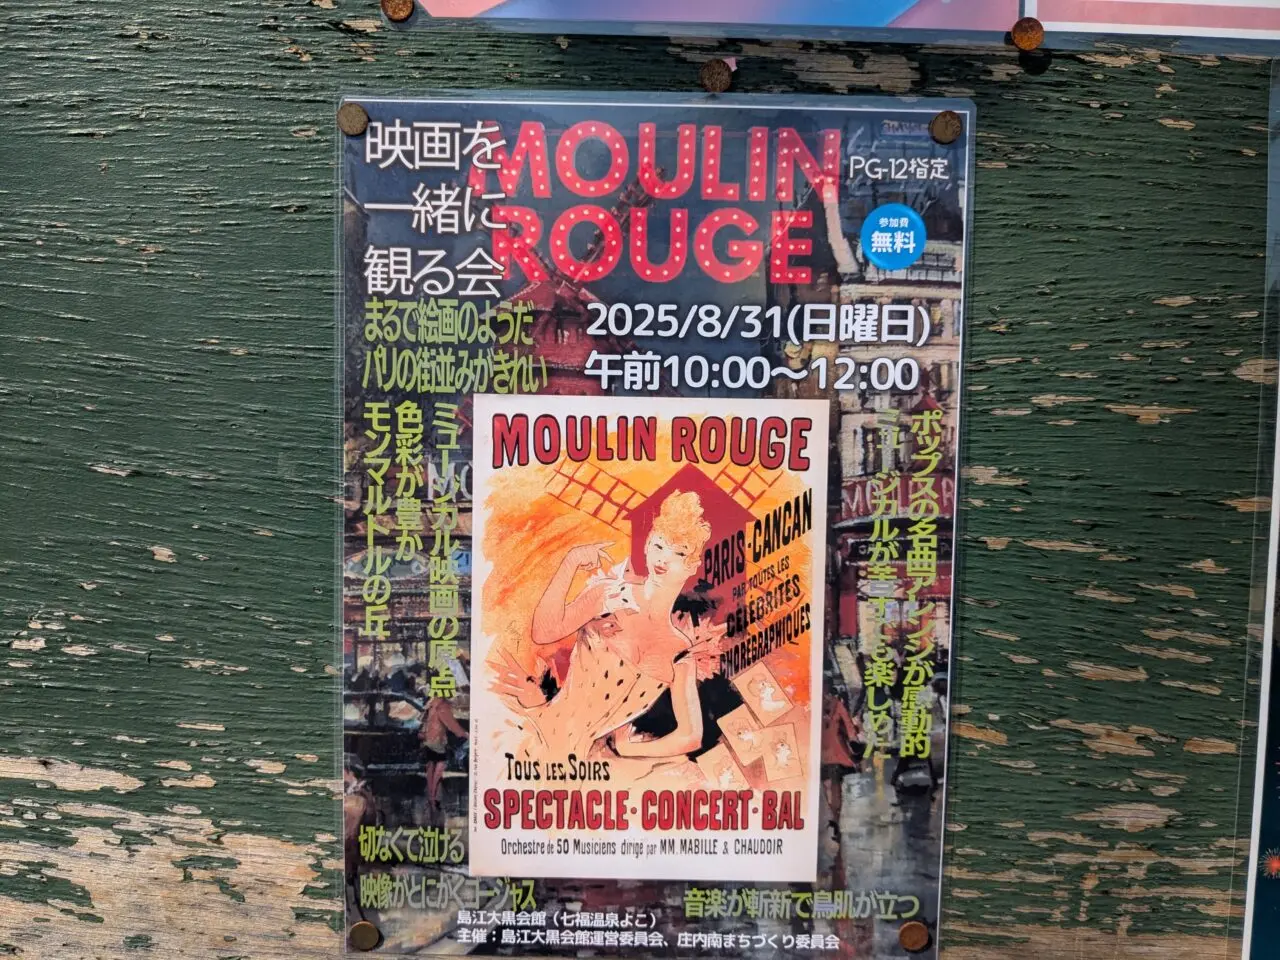 映画を
一緒に
観る会
MOULIN
ROUGE
PG-12指定
参加費
無料
まるで絵画のようだ
パリの街並みがきれい
2025/8/31(日曜日)
午前10:00～12:00
ミュージカル映画の原点
色彩が豊か
モンマルトルの丘
ポップスの名曲アレンジが感動的
ミュージカルが苦手でも楽しめた
MOULIN ROUGE
PARIS-CANCAN
PAR TOUTES LES
CÉLÉBRITÉS
CHORÉGRAPHIQUES
TOUS LES SOIRS
SPECTACLE-CONCERT-BAL
Orchestre de 50 Musiciens dirigé par MM. MABILLE & CHAUDOIR
切なくて泣ける
映像がとにかくゴージャス
音楽が斬新で鳥肌が立つ
島江大黒会館（七福温泉よこ）
主催：島江大黒会館運営委員会、庄内南まちづくり委員会